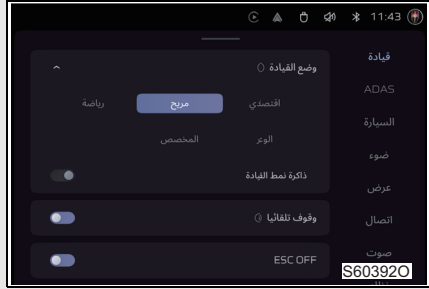 11:43
وضع القيادة
اقتصدي
مريح
رياضة
الوعر
المخصص
ذاكرة نمط القيادة
وقوف تلقائيا
ESC OFF
قيادة
ADAS
السيارة
ضوء
عرض
اتصال
صوت
S60392O